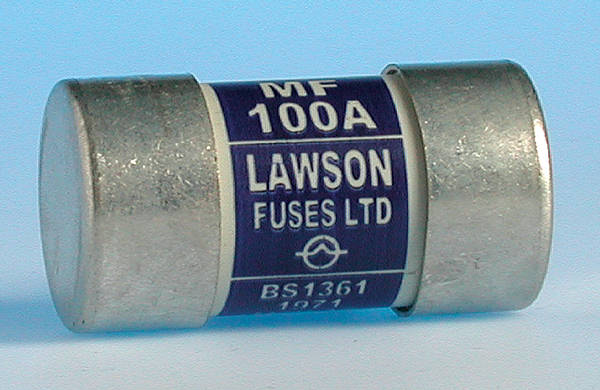 MF
100A
LAWSON
FUSES LTD
BS1361
1971